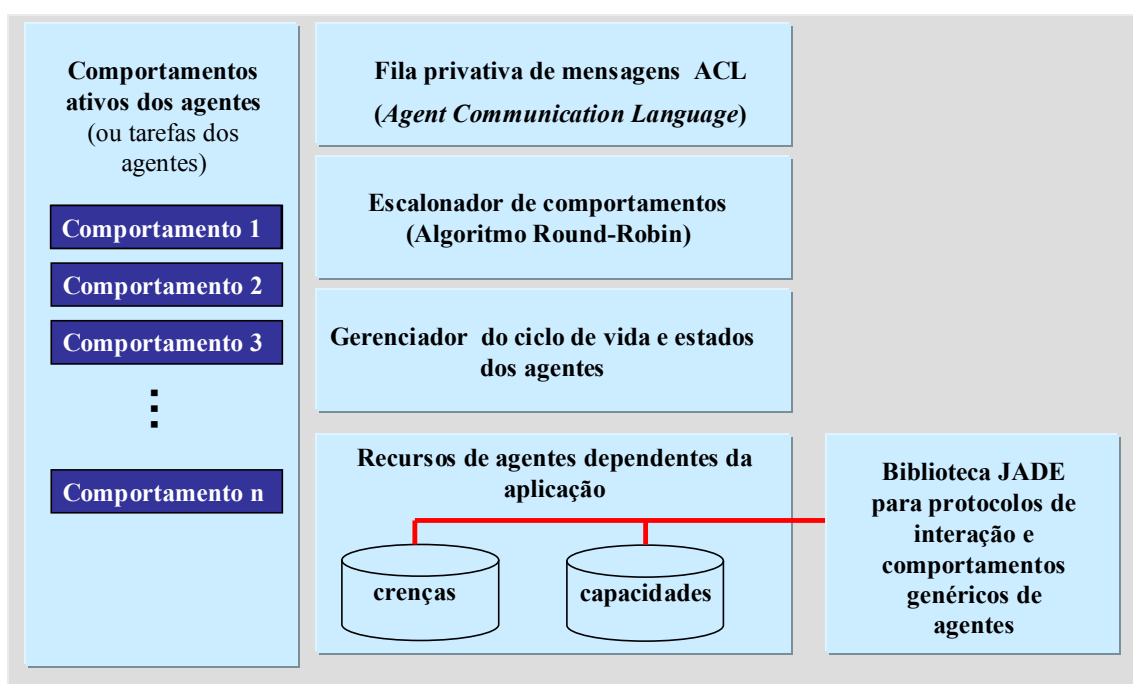 Comportamentos
ativos dos agentes
(ou tarefas dos
agentes)
Comportamento 1
Comportamento 2
Comportamento 3
⋮
Comportamento n
Fila privativa de mensagens ACL
(Agent Communication Language)
Escalonador de comportamentos
(Algoritmo Round-Robin)
Gerenciador do ciclo de vida e estados
dos agentes
Recursos de agentes dependentes da
aplicação
crenças
capacidades
Biblioteca JADE
para protocolos de
interação e
comportamentos
genéricos de
agentes